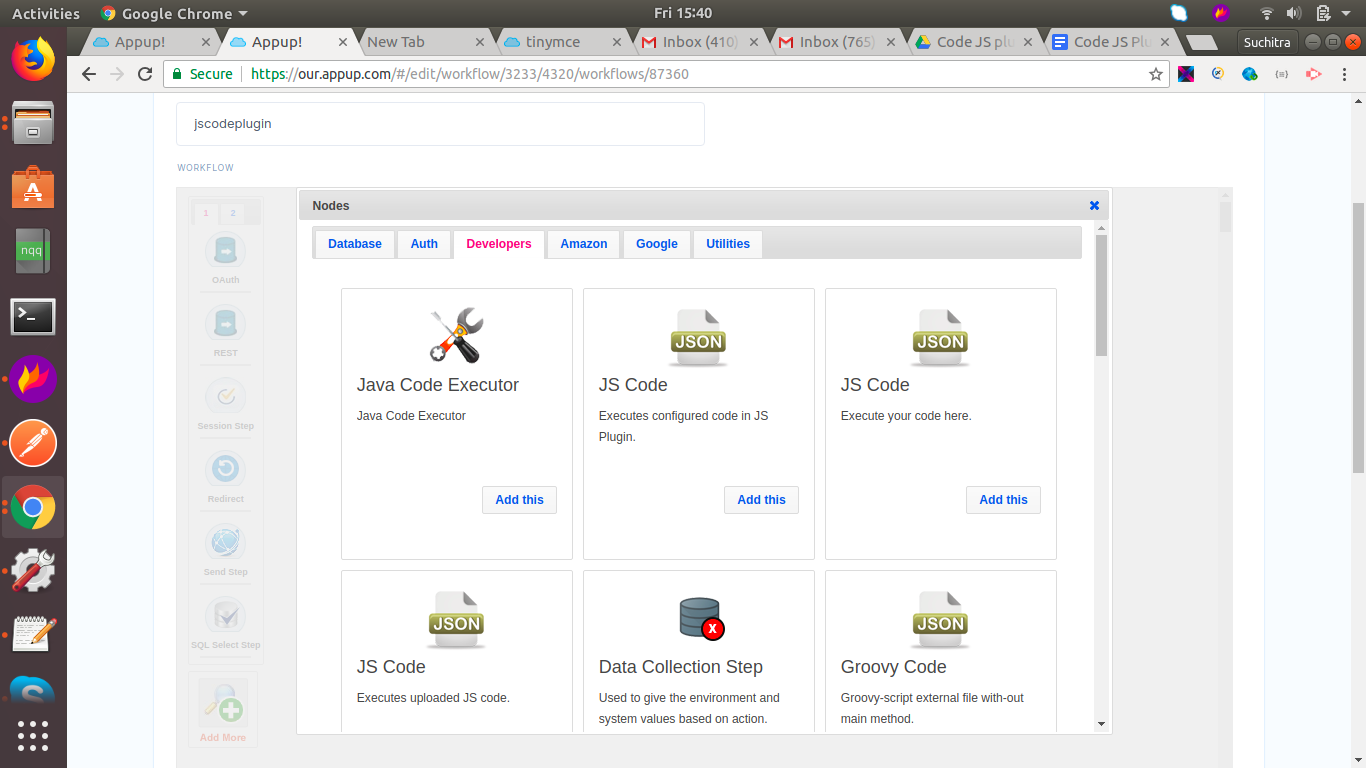 Activities
Google Chrome
Fri 15:40
Appup!
Appup!
New Tab
tinymce
Inbox (410)
Inbox (765)
Code JS plu
Code JS Plu
Suchitra
Secure
https://our.appup.com/#/edit/workflow/3233/4320/workflows/87360
jscodeplugin
WORKFLOW
Nodes
Database
Auth
Developers
Amazon
Google
Utilities
1
2
OAuth
REST
Session Step
Redirect
Send Step
SQL Select Step
Add More
nqq
Java Code Executor
Java Code Executor
Add this
JSON
JS Code
Executes configured code in JS
Plugin.
Add this
JSON
JS Code
Execute your code here.
Add this
JSON
JS Code
Executes uploaded JS code.
X
Data Collection Step
Used to give the environment and
system values based on action.
JSON
Groovy Code
Groovy-script external file with-out
main method.